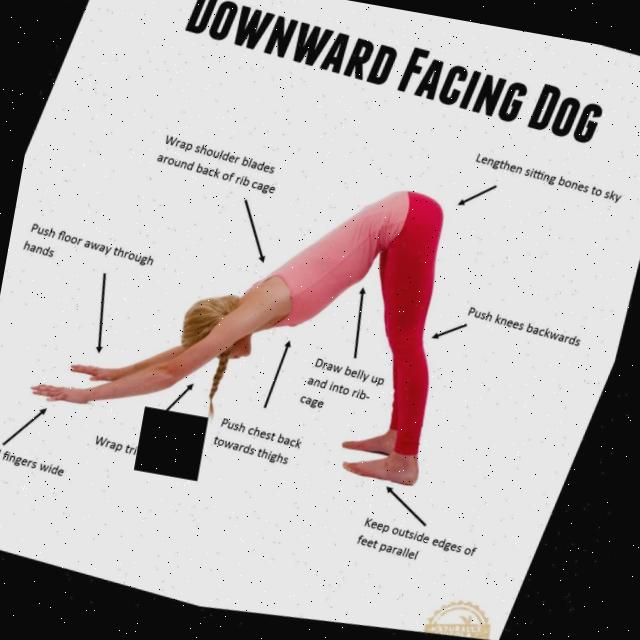 DOWNWARD FACING DOG
Wrap shoulder blades
around back of rib cage
Lengthen sitting bones to sky
Push floor away through
hands
Push knees backwards
Draw belly up
and into rib-
cage
Push chest back
towards thighs
Wrap
fingers wide
Keep outside edges of
feet parallel